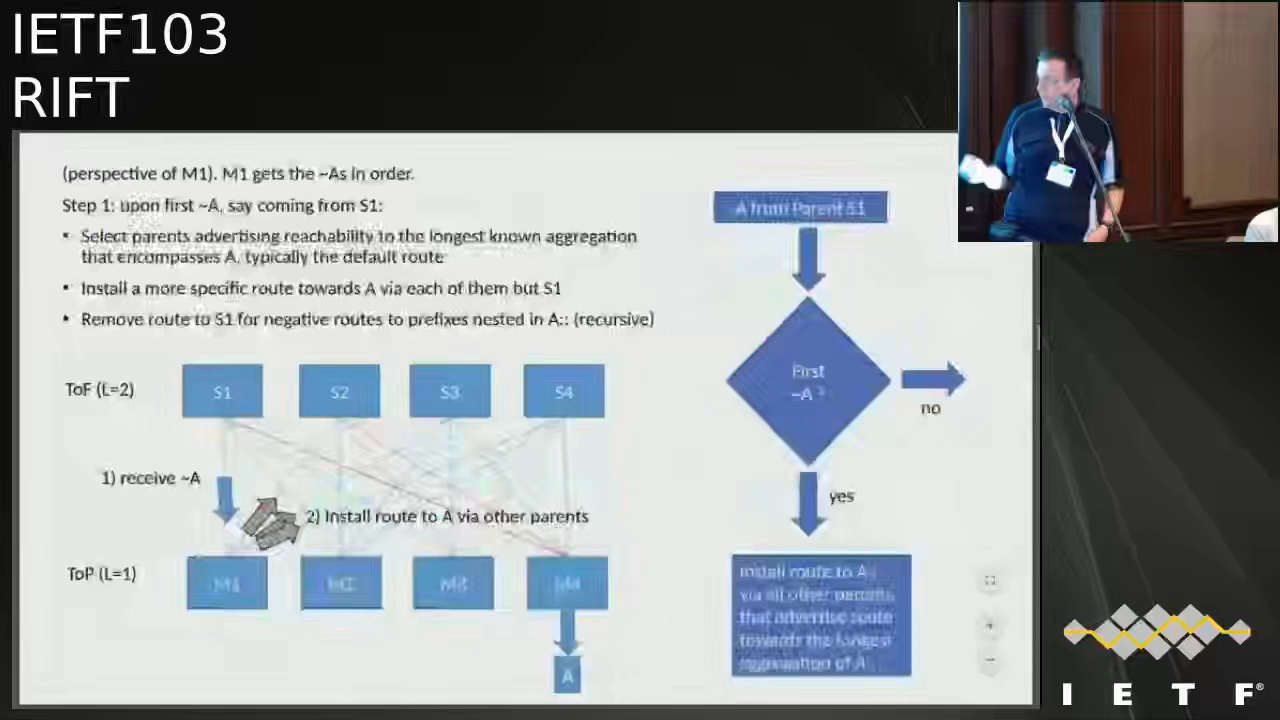 IETF103
RIFT
(perspective of M1). M1 gets the ~As in order.
Step 1: upon first ~A, say coming from S1:
• Select parents advertising reachability to the longest known aggregation
that encompasses A, typically the default route
• Install a more specific route towards A via each of them but S1
• Remove route to S1 for negative routes to prefixes nested in A:: (recursive)
A from Parent S1
First
~A ?
no
yes
Install route to A
via all other parents
that advertise route
towards the longest
aggregation of A
ToF (L=2)
S1
S2
S3
S4
1) receive ~A
2) Install route to A via other parents
ToP (L=1)
M1
M2
M3
M4
A
I E T F®